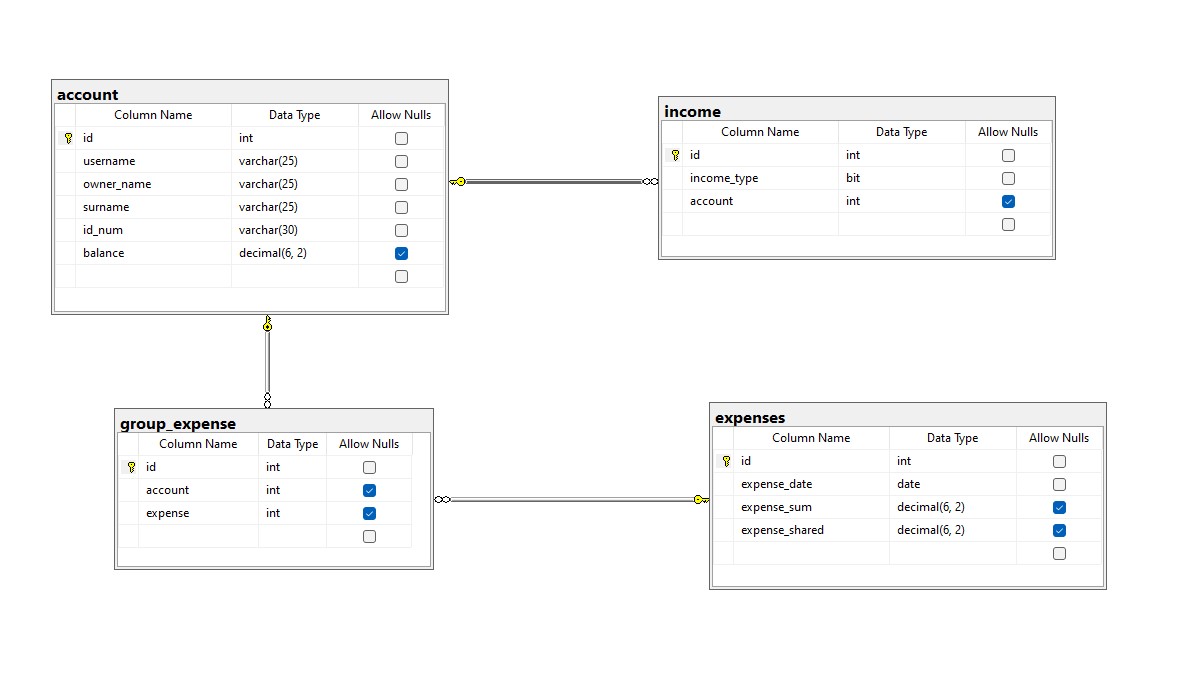 account
Column Name Data Type Allow Nulls
id int
username varchar(25)
owner_name varchar(25)
surname varchar(25)
id_num varchar(30)
balance decimal(6, 2)
income
Column Name Data Type Allow Nulls
id int
income_type bit
account int
group_expense
Column Name Data Type Allow Nulls
id int
account int
expense int
expenses
Column Name Data Type Allow Nulls
id int
expense_date date
expense_sum decimal(6, 2)
expense_shared decimal(6, 2)